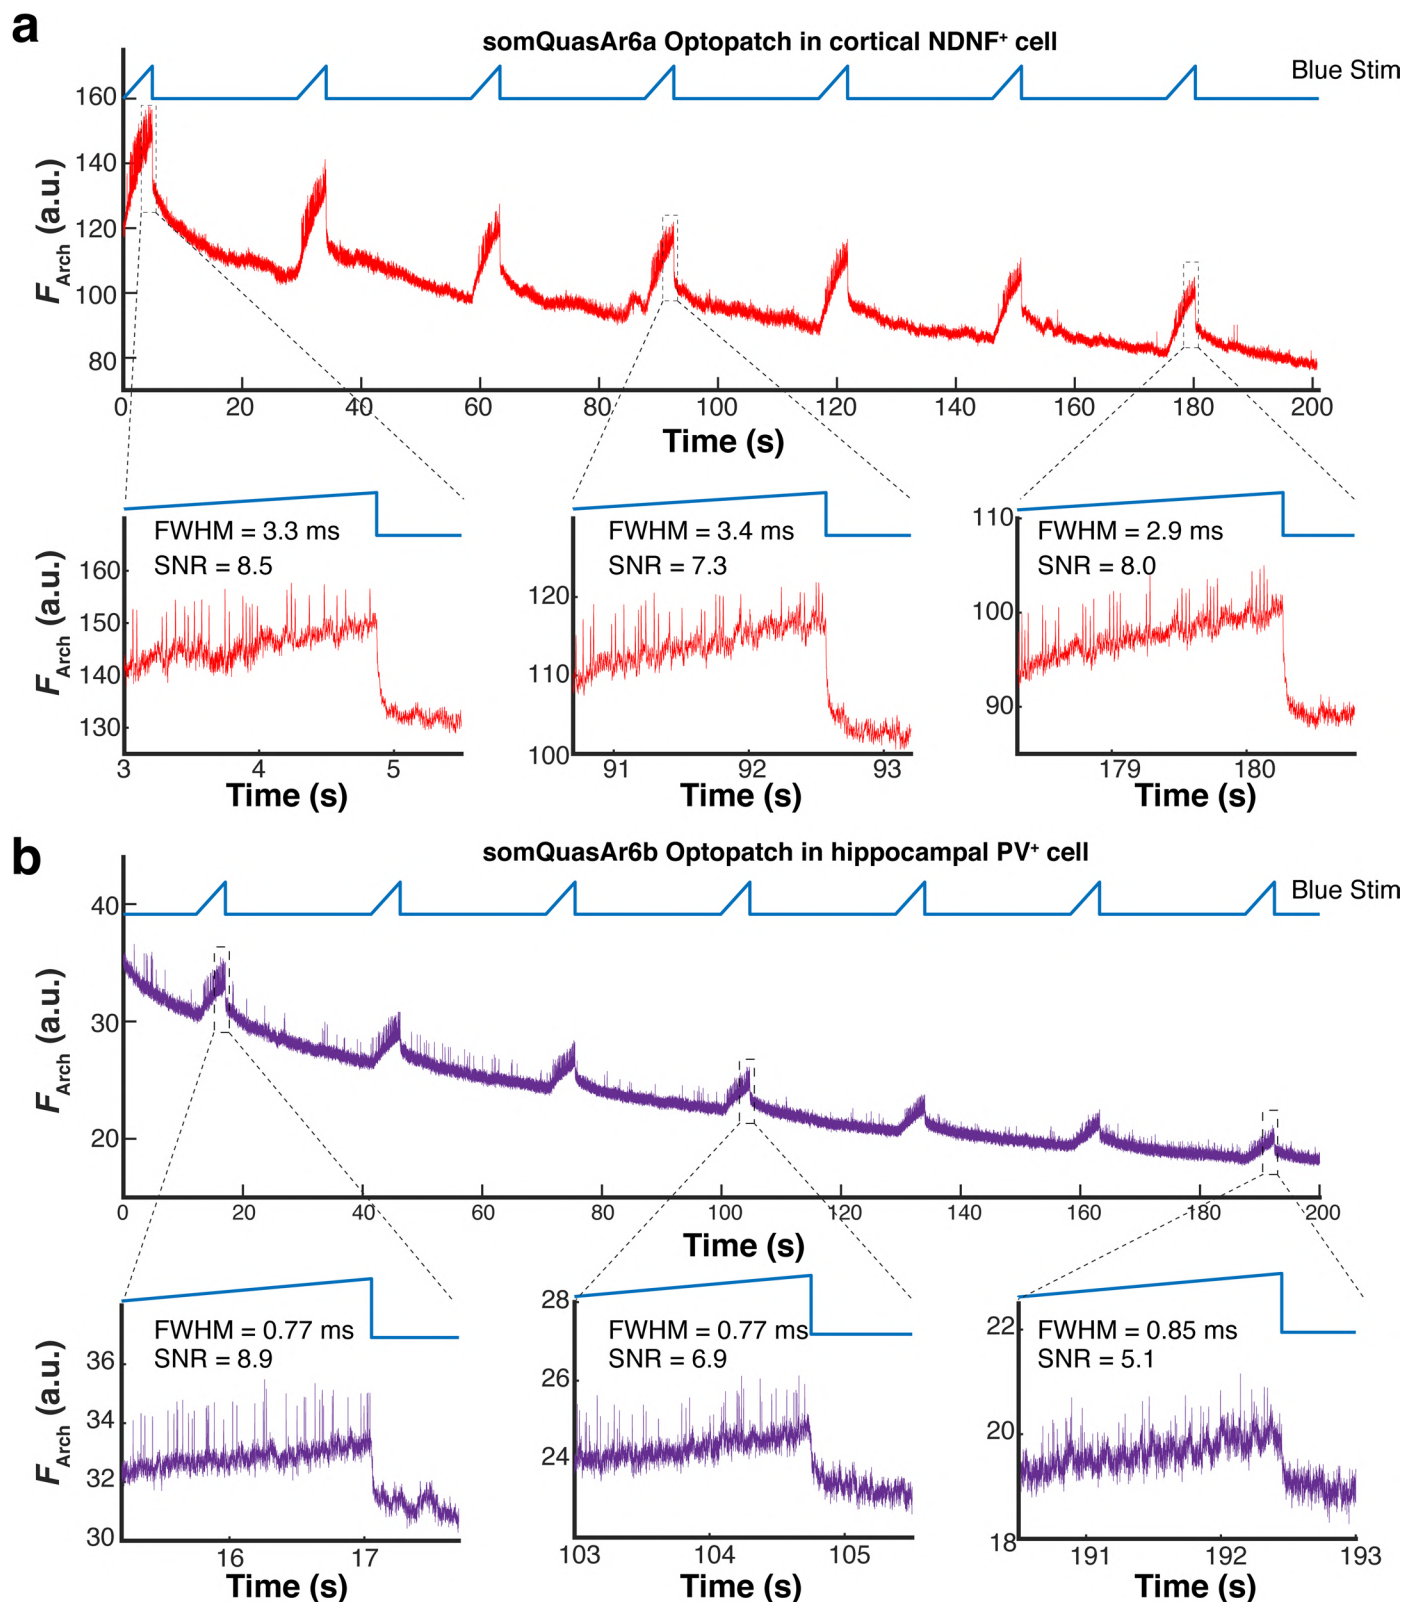 a
somQuasAr6a Optopatch in cortical NDNF+ cell
Blue Stim
160
140
120
100
80
F Arch (a.u.)
0 20 40 60 80 100 120 140 160 180 200
Time (s)
FWHM = 3.3 ms
SNR = 8.5
160
150
140
130
F Arch (a.u.)
3 4 5
Time (s)
FWHM = 3.4 ms
SNR = 7.3
120
110
100
91 92 93
Time (s)
110
FWHM = 2.9 ms
SNR = 8.0
100
90
179 180
Time (s)
b
somQuasAr6b Optopatch in hippocampal PV+ cell
Blue Stim
40
30
20
F Arch (a.u.)
0 20 40 60 80 100 120 140 160 180 200
Time (s)
FWHM = 0.77 ms
SNR = 8.9
36
34
32
30
F Arch (a.u.)
16 17
Time (s)
28
FWHM = 0.77 ms
SNR = 6.9
26
24
103 104 105
Time (s)
22
FWHM = 0.85 ms
SNR = 5.1
20
18
191 192 193
Time (s)